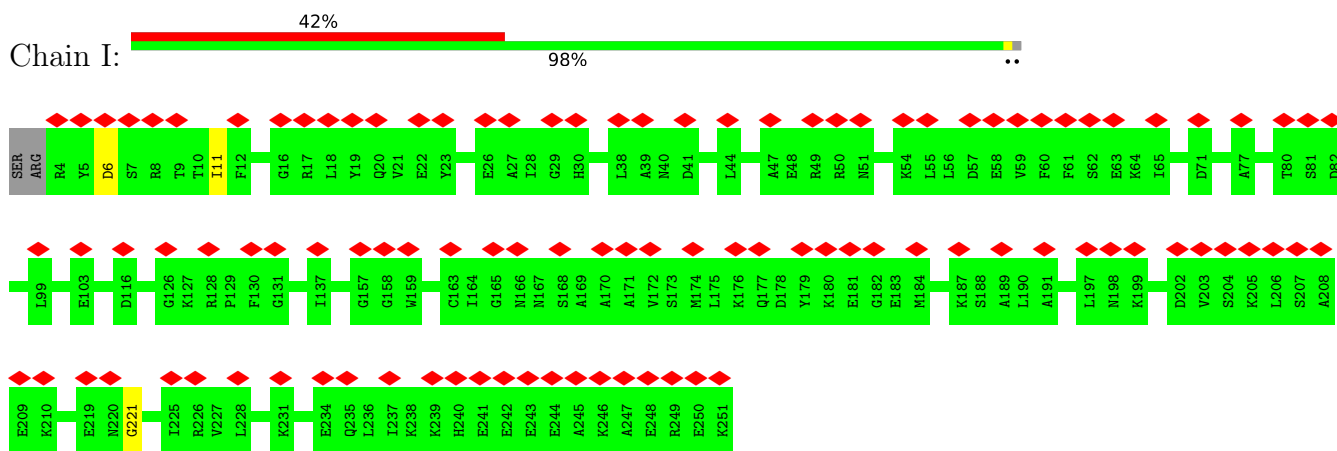 42%
Chain I:
98%
••
SER ARG R4 Y5 D6 S7 R8 T9 T10 I11 F12 G16 R17 L18 Y19 Q20 V21 E22 Y23 E26 A27 I28 G29 H30 L38 A39 N40 D41 L44 A47 E48 R49 R50 N51 K54 L55 L56 D57 E58 V59 F60 F61 S62 E63 K64 I65 D71 A77 T80 S81 D82
L99 E103 D116 G126 K127 R128 P129 F130 G131 I137 G157 G158 W159 C163 I164 G165 N166 N167 S168 A169 A170 A171 V172 S173 M174 L175 K176 Q177 D178 Y179 K180 E181 G182 E183 M184 K187 S188 A189 L190 A191 L197 N198 K199 D202 V203 S204 K205 L206 S207 A208
E209 K210 E219 N220 G221 I225 R226 V227 L228 K231 E234 Q235 L236 I237 K238 K239 H240 E241 E242 E243 E244 A245 K246 A247 E248 R249 E250 K251